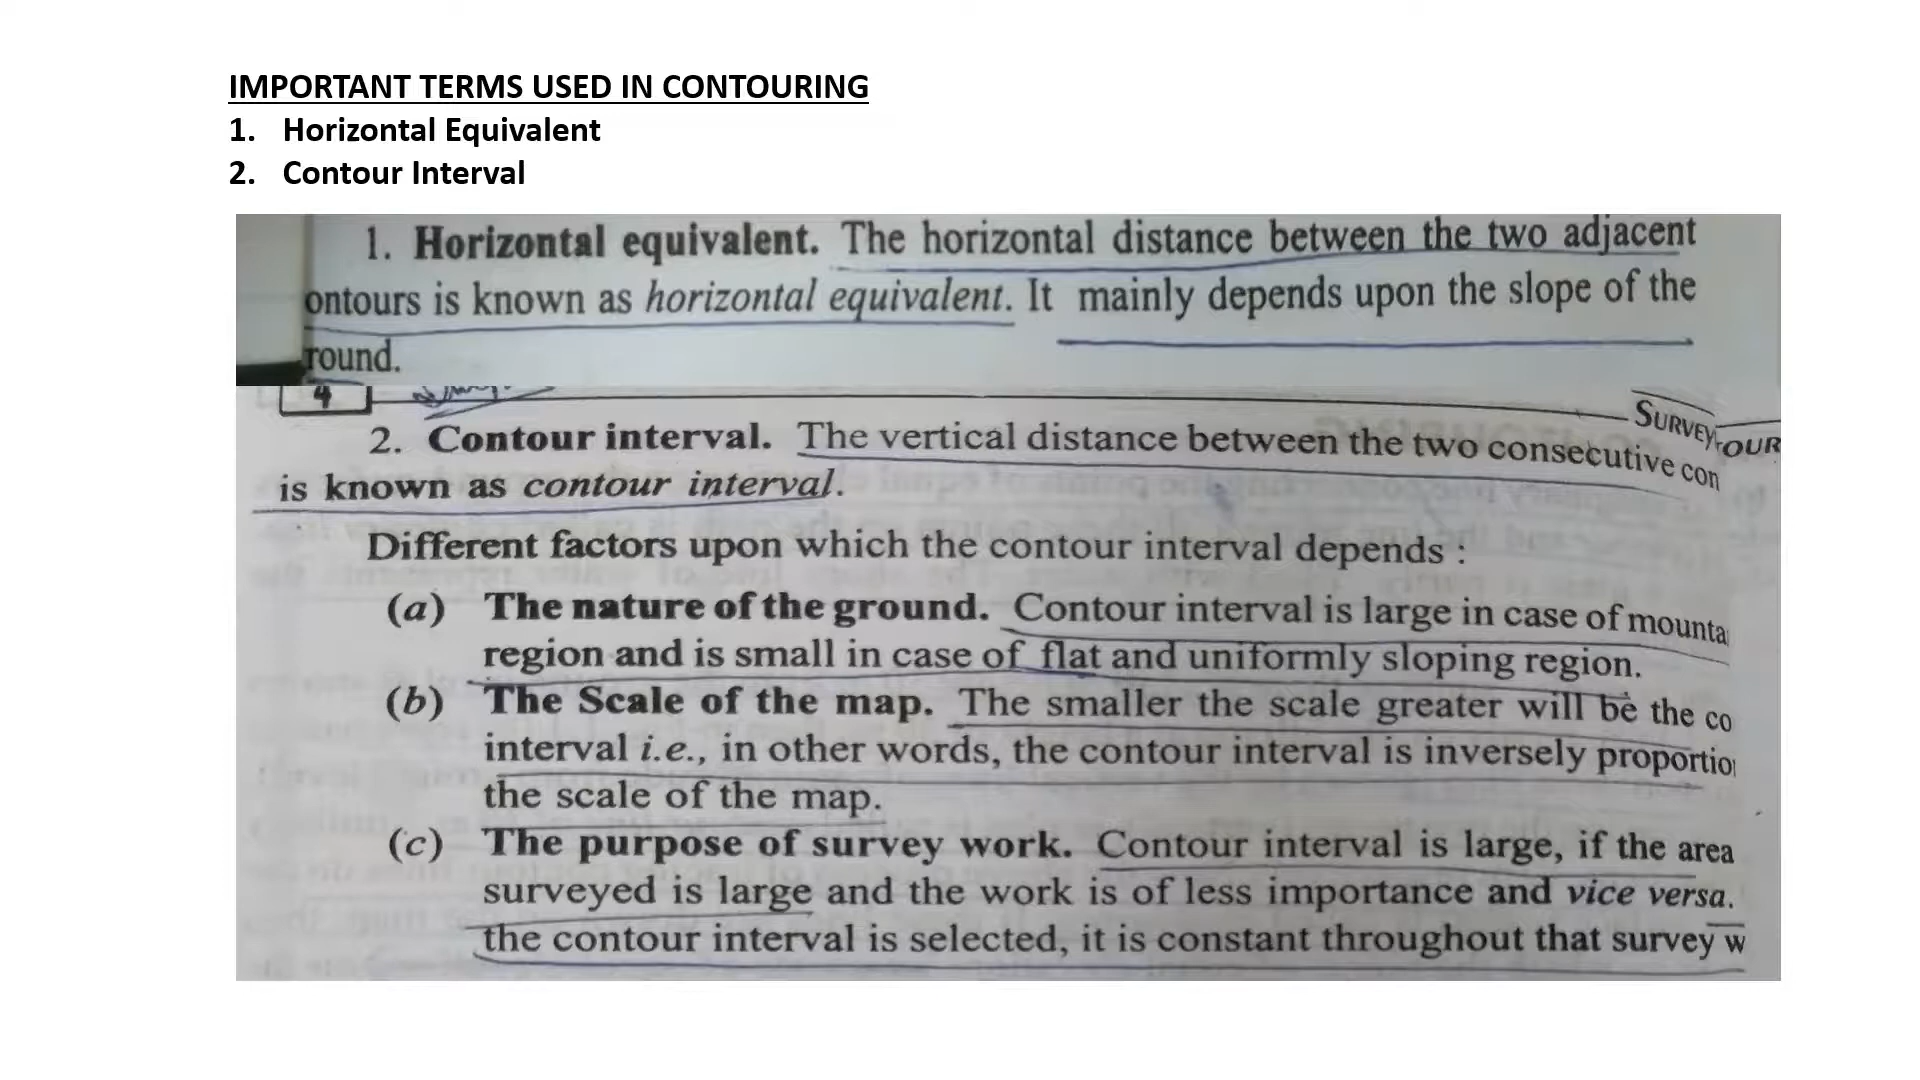 IMPORTANT TERMS USED IN CONTOURING
1. Horizontal Equivalent
2. Contour Interval
1. Horizontal equivalent. The horizontal distance between the two adjacent
ontours is known as horizontal equivalent. It mainly depends upon the slope of the
round.
4
SURVEY
OUR
2. Contour interval. The vertical distance between the two consecutive con
is known as contour interval.
Different factors upon which the contour interval depends :
(a) The nature of the ground. Contour interval is large in case of mounta
region and is small in case of flat and uniformly sloping region.
(b) The Scale of the map. The smaller the scale greater will be the co
interval i.e., in other words, the contour interval is inversely proportio
the scale of the map.
(c) The purpose of survey work. Contour interval is large, if the area
surveyed is large and the work is of less importance and vice versa.
the contour interval is selected, it is constant throughout that survey w